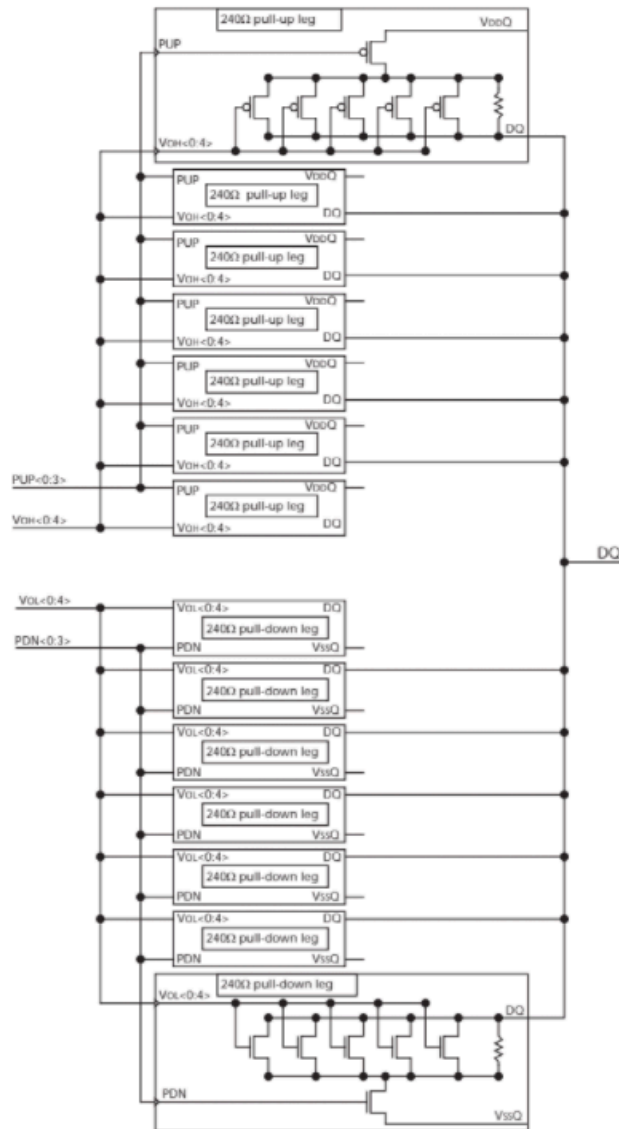 240Ω pull-up leg
VDDQ
PUP
DQ
VOH<0:4>
PUP
VDDQ
240Ω pull-up leg
VOH<0:4>
DQ
PUP
VDDQ
240Ω pull-up leg
VOH<0:4>
DQ
PUP
VDDQ
240Ω pull-up leg
VOH<0:4>
DQ
PUP
VDDQ
240Ω pull-up leg
VOH<0:4>
DQ
PUP
VDDQ
240Ω pull-up leg
VOH<0:4>
DQ
PUP<0:3>
PUP
VDDQ
240Ω pull-up leg
VOH<0:4>
VOH<0:4>
DQ
DQ
VOL<0:4>
VOL<0:4>
DQ
240Ω pull-down leg
PDN<0:3>
PDN
VSSQ
VOL<0:4>
DQ
240Ω pull-down leg
PDN
VSSQ
VOL<0:4>
DQ
240Ω pull-down leg
PDN
VSSQ
VOL<0:4>
DQ
240Ω pull-down leg
PDN
VSSQ
VOL<0:4>
DQ
240Ω pull-down leg
PDN
VSSQ
VOL<0:4>
DQ
240Ω pull-down leg
PDN
VSSQ
240Ω pull-down leg
VOL<0:4>
DQ
PDN
VSSQ